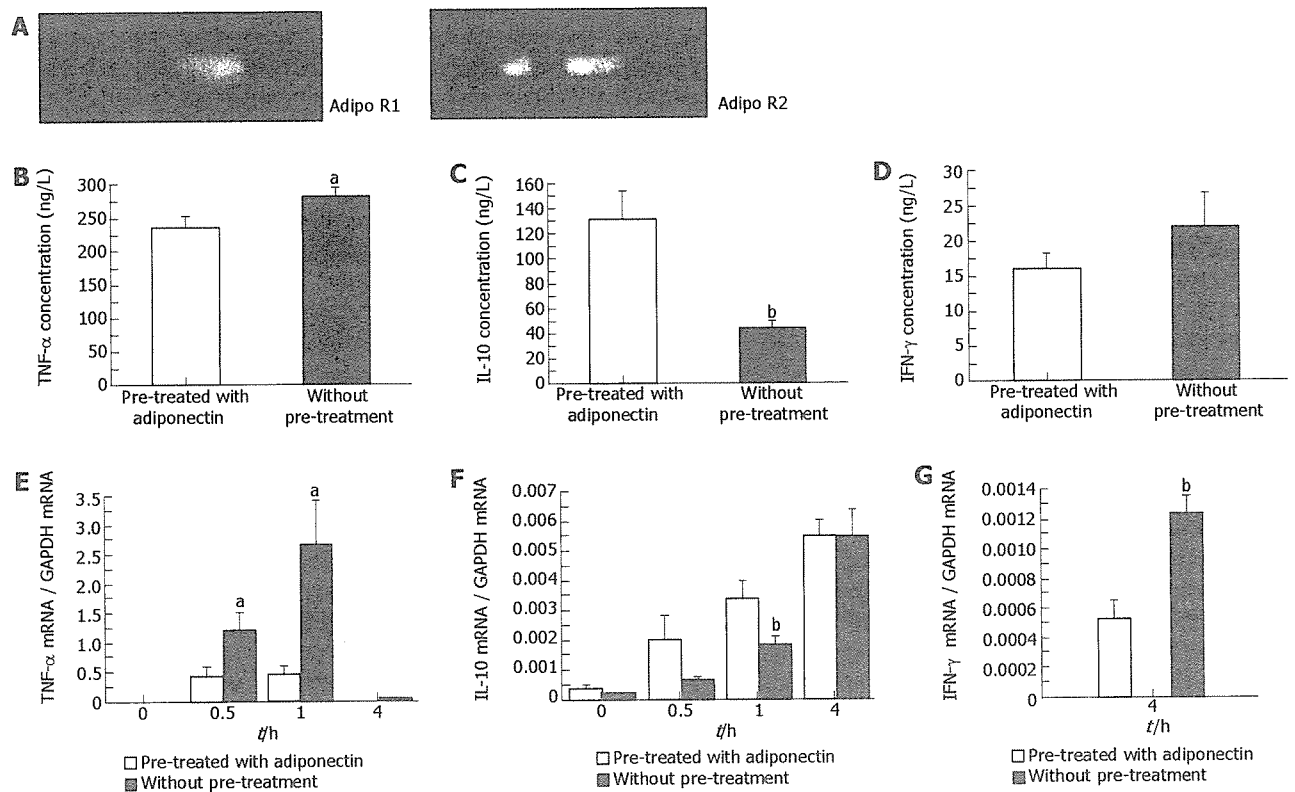 A
Adipo R1
Adipo R2
B
TNF-α concentration (ng/L)
300
250
200
150
100
50
0
a
Pre-treated with
adiponectin
Without
pre-treatment
C
IL-10 concentration (ng/L)
160
140
120
100
80
60
40
20
0
b
Pre-treated with
adiponectin
Without
pre-treatment
D
IFN-γ concentration (ng/L)
30
25
20
15
10
5
0
Pre-treated with
adiponectin
Without
pre-treatment
E
TNF-α mRNA / GAPDH mRNA
3.5
3.0
2.5
2.0
1.5
1.0
0.5
0
a
a
0
0.5
1
4
t/h
Pre-treated with adiponectin
Without pre-treatment
F
IL-10 mRNA / GAPDH mRNA
0.007
0.006
0.005
0.004
0.003
0.002
0.001
0
b
0
0.5
1
4
t/h
Pre-treated with adiponectin
Without pre-treatment
G
IFN-γ mRNA / GAPDH mRNA
0.0014
0.0012
0.0010
0.0008
0.0006
0.0004
0.0002
0
b
4
t/h
Pre-treated with adiponectin
Without pre-treatment